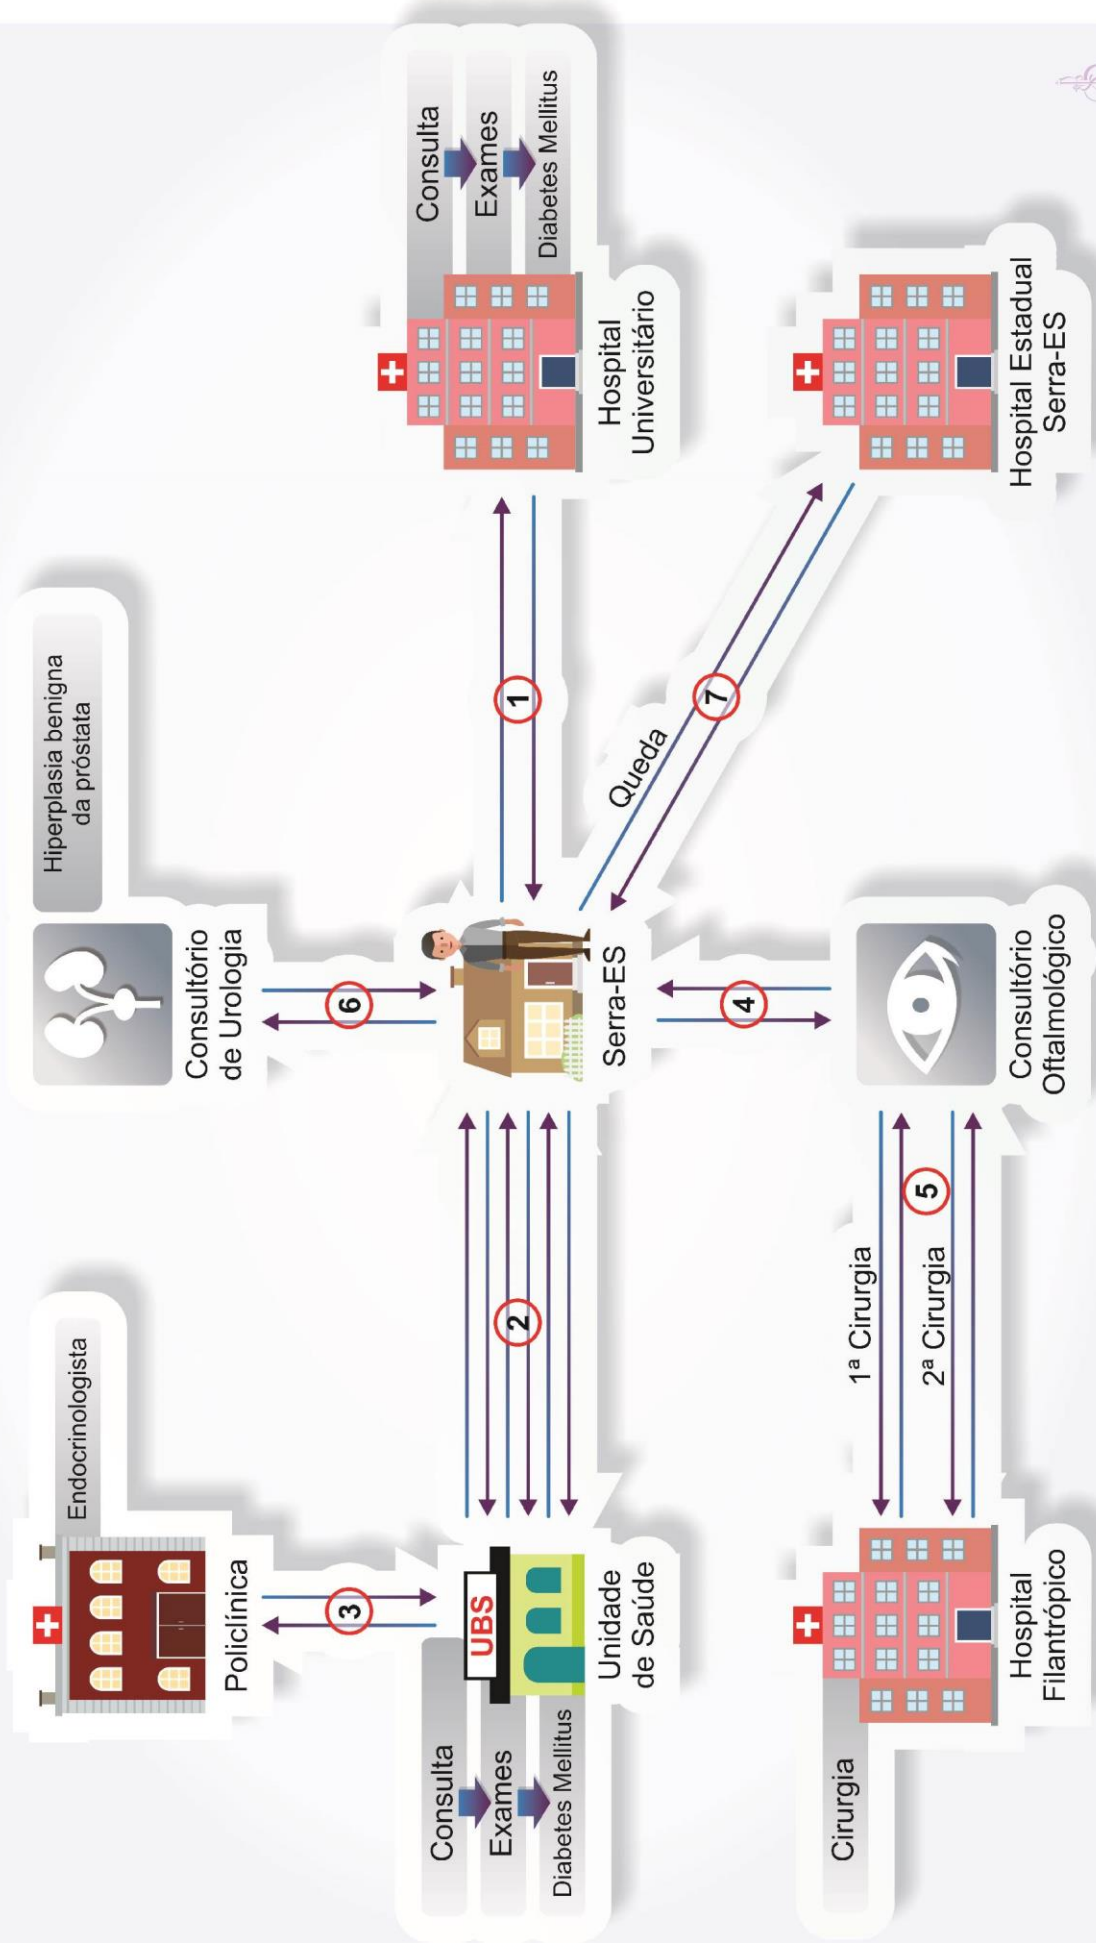 Endocrinologista
Policlínica
Hiperplasia benigna
da próstata
Consultório
de Urologia
3
6
Consulta
Exames
Diabetes Mellitus
UBS
Unidade
de Saúde
2
Serra-ES
1
Consulta
Exames
Diabetes Mellitus
Hospital
Universitário
Queda
7
4
Cirurgia
Hospital
Filantrópico
1ª Cirurgia
5
2ª Cirurgia
Consultório
Oftalmológico
Hospital Estadual
Serra-ES